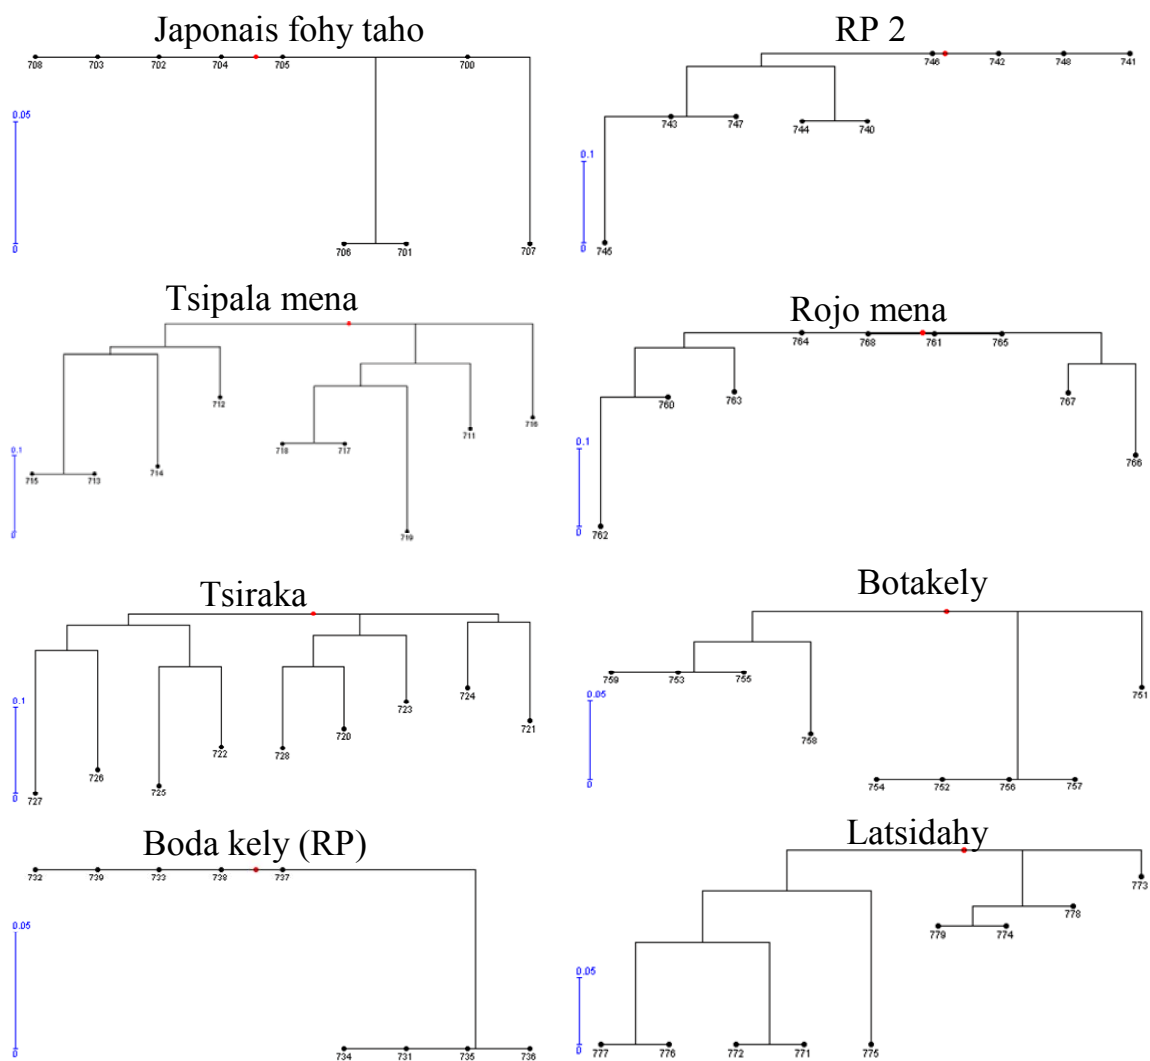 Japonais fohy taho
708 703 702 704 705 700
0.05
706 701 707
0
RP 2
746 742 748 741
743 747 744 740
0.1
0
745
Tsipala mena
712
716
711
718 717
0.1
714
715 713
719
0
Rojo mena
764 768 761 765
760 763 767
0.1
766
0
762
Tsiraka
724
723
0.1
721
720
722 728
726
725
0
727
Botakely
759 753 755
751
0.05
758
0
754 752 756 757
Boda kely (RP)
732 739 733 738 737
0.05
0
734 731 735 736
Latsidahy
773
778
779 774
0.05
0
777 776 772 771 775